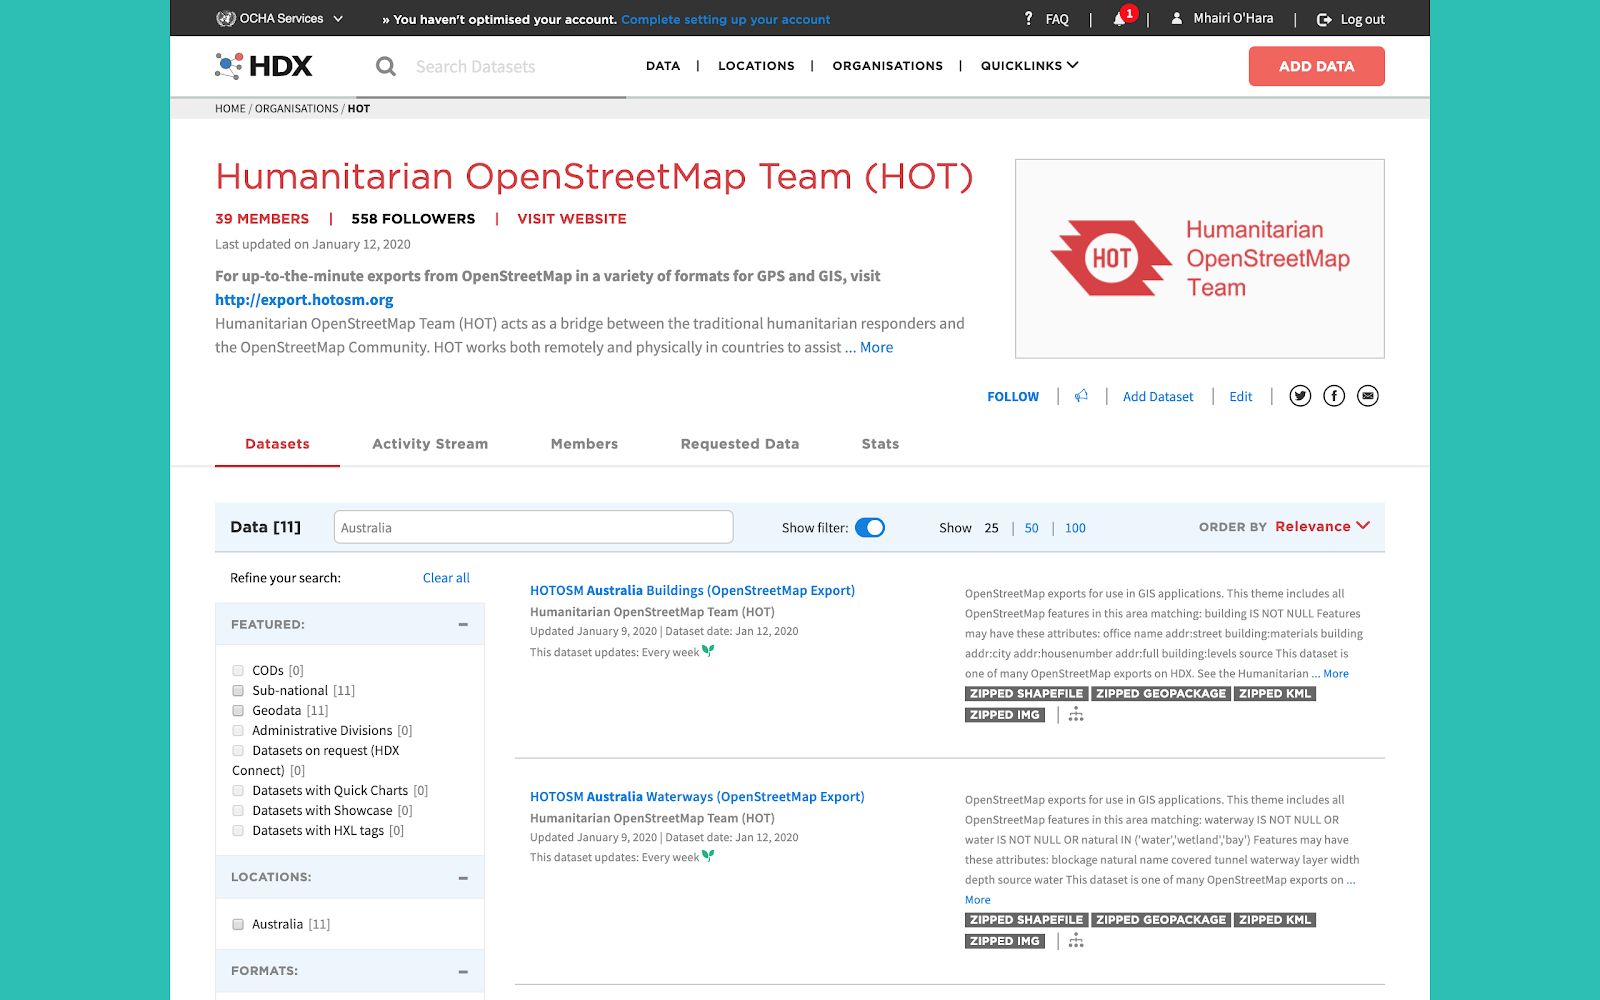 OCHA Services
» You haven't optimised your account. Complete setting up your account
? FAQ | 1 | Mhairi O'Hara | Log out
HDX
Search Datasets
DATA | LOCATIONS | ORGANISATIONS | QUICKLINKS
ADD DATA
HOME / ORGANISATIONS / HOT
Humanitarian OpenStreetMap Team (HOT)
39 MEMBERS | 558 FOLLOWERS | VISIT WEBSITE
Last updated on January 12, 2020
For up-to-the-minute exports from OpenStreetMap in a variety of formats for GPS and GIS, visit
http://export.hotosm.org
Humanitarian OpenStreetMap Team (HOT) acts as a bridge between the traditional humanitarian responders and
the OpenStreetMap Community. HOT works both remotely and physically in countries to assist ... More
HOT
Humanitarian
OpenStreetMap
Team
FOLLOW | Add Dataset | Edit |
Datasets
Activity Stream
Members
Requested Data
Stats
Data [11]
Australia
Show filter:
Show 25 | 50 | 100
ORDER BY Relevance
Refine your search:
Clear all
FEATURED:
CODs [0]
Sub-national [11]
Geodata [11]
Administrative Divisions [0]
Datasets on request (HDX
Connect) [0]
Datasets with Quick Charts [0]
Datasets with Showcase [0]
Datasets with HXL tags [0]
LOCATIONS:
Australia [11]
FORMATS:
HOTOSM Australia Buildings (OpenStreetMap Export)
Humanitarian OpenStreetMap Team (HOT)
Updated January 9, 2020 | Dataset date: Jan 12, 2020
This dataset updates: Every week
OpenStreetMap exports for use in GIS applications. This theme includes all
OpenStreetMap features in this area matching: building IS NOT NULL Features
may have these attributes: office name addr:street building:materials building
addr:city addr:housenumber addr:full building:levels source This dataset is
one of many OpenStreetMap exports on HDX. See the Humanitarian ... More
ZIPPED SHAPEFILE ZIPPED GEOPACKAGE ZIPPED KML
ZIPPED IMG |
HOTOSM Australia Waterways (OpenStreetMap Export)
Humanitarian OpenStreetMap Team (HOT)
Updated January 9, 2020 | Dataset date: Jan 12, 2020
This dataset updates: Every week
OpenStreetMap exports for use in GIS applications. This theme includes all
OpenStreetMap features in this area matching: waterway IS NOT NULL OR
water IS NOT NULL OR natural IN ('water','wetland','bay') Features may have
these attributes: blockage natural name covered tunnel waterway layer width
depth source water This dataset is one of many OpenStreetMap exports on ...
More
ZIPPED SHAPEFILE ZIPPED GEOPACKAGE ZIPPED KML
ZIPPED IMG |